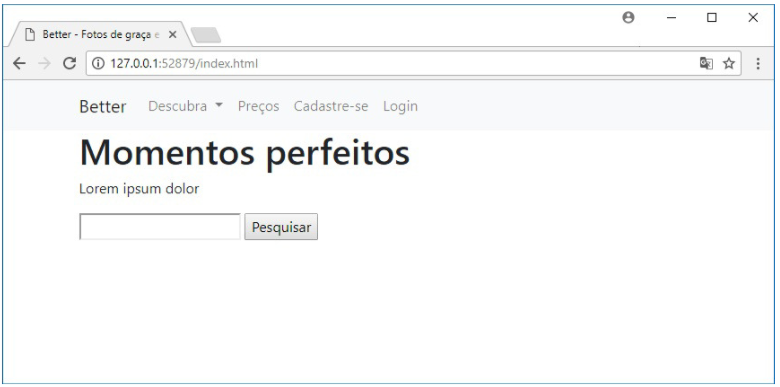 Better - Fotos de graça e
127.0.0.1:52879/index.html
Better Descubra Preços Cadastre-se Login
Momentos perfeitos
Lorem ipsum dolor
Pesquisar